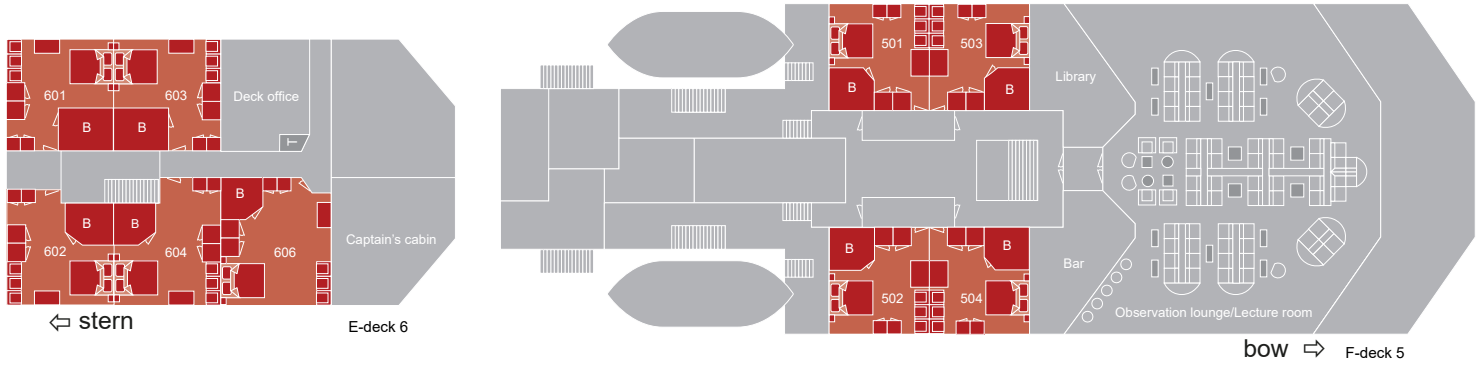 601
603
B
B
Deck office
T
B
B
B
602
604
606
Captain's cabin
⇦ stern
E-deck 6
501
503
B
B
Library
B
B
502
504
Bar
Observation lounge/Lecture room
bow ⇨
F-deck 5